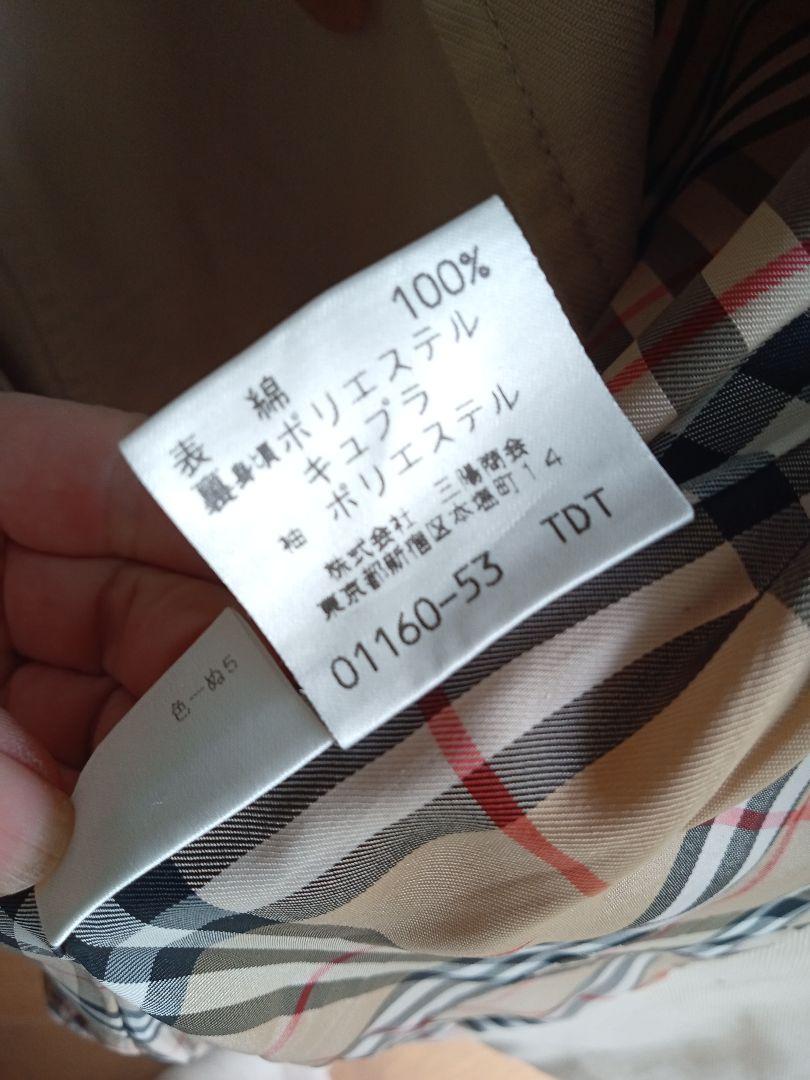 表 綿 100%
裏身頃ポリエステル
キュプラ
袖 ポリエステル
株式会社 三陽商会
東京都新宿区本塩町14
01160-53 TDT
色一ぬ5